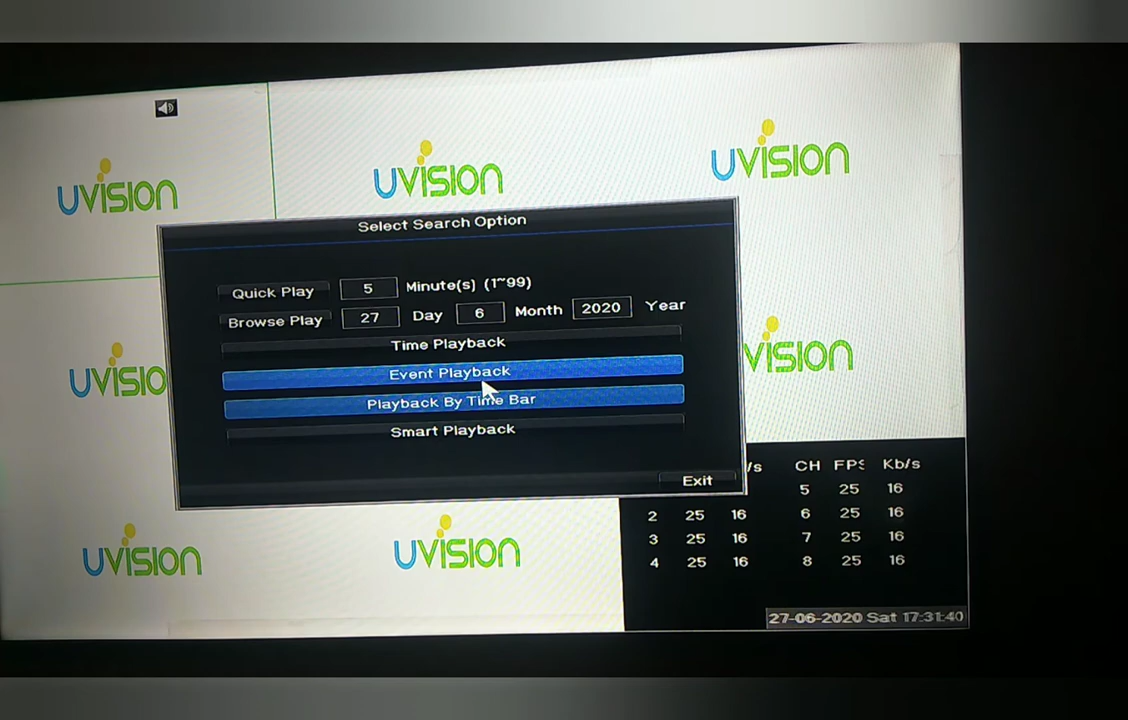 uvision
uvision
uvision
Select Search Option
Quick Play 5 Minute(s) (1~99)
Browse Play 27 Day 6 Month 2020 Year
Time Playback
Event Playback
Playback By Time Bar
Smart Playback
Exit
uvisio
vision
/s CH FPS Kb/s
5 25 16
2 25 16 6 25 16
3 25 16 7 25 16
4 25 16 8 25 16
uvision
uvision
27-06-2020 Sat 17:31:40